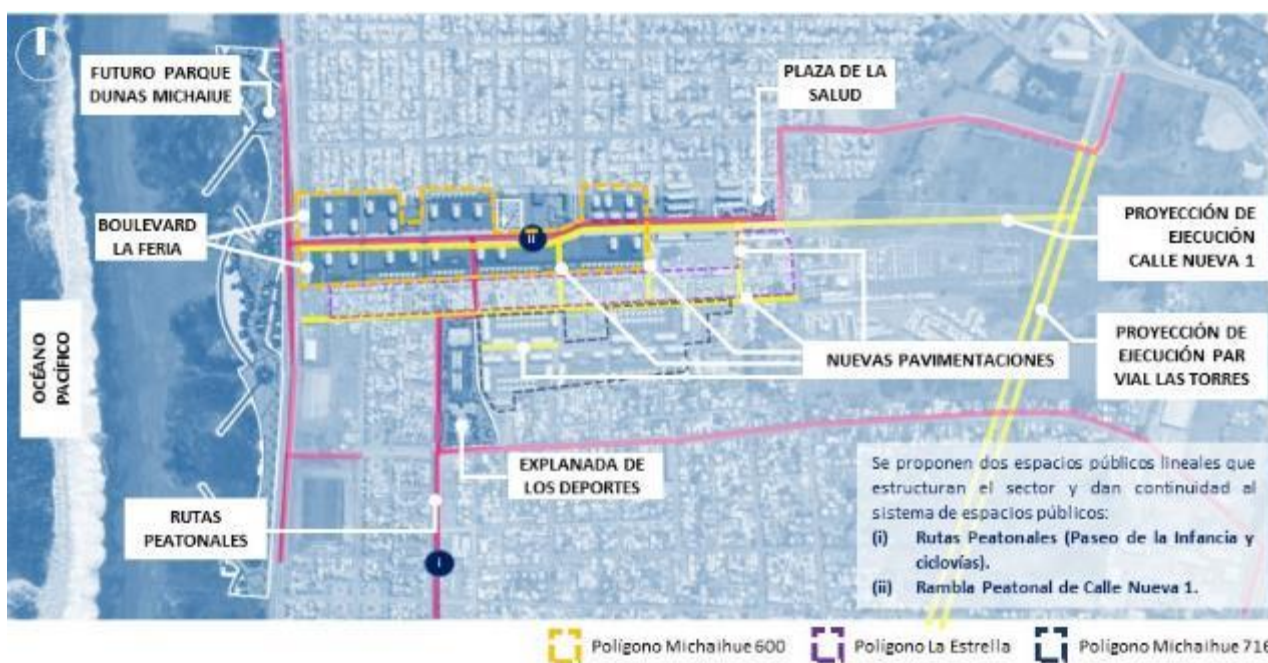 FUTURO PARQUE
DUNAS MICHAIUE
PLAZA DE LA
SALUD
BOULEVARD
LA FERIA
PROYECCIÓN DE
EJECUCIÓN
CALLE NUEVA 1
II
OCÉANO
PACÍFICO
NUEVAS PAVIMENTACIONES
PROYECCIÓN DE
EJECUCIÓN PAR
VIAL LAS TORRES
EXPLANADA DE
LOS DEPORTES
RUTAS
PEATONALES
I
Se proponen dos espacios públicos lineales que
estructuran el sector y dan continuidad al
sistema de espacios públicos:
(i) Rutas Peatonales (Paseo de la Infancia y
ciclovías).
(ii) Rambla Peatonal de Calle Nueva 1.
Polígono Michaihue 600
Polígono La Estrella
Polígono Michaihue 716